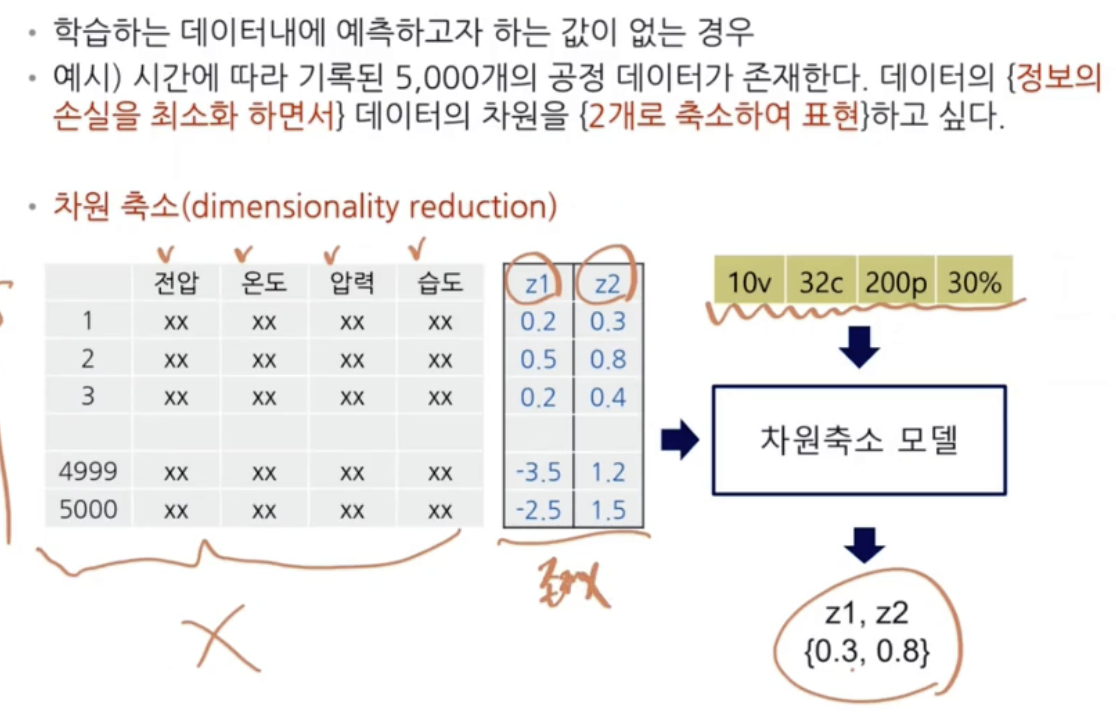 • 학습하는 데이터내에 예측하고자 하는 값이 없는 경우
• 예시) 시간에 따라 기록된 5,000개의 공정 데이터가 존재한다. 데이터의 {정보의
손실을 최소화 하면서} 데이터의 차원을 {2개로 축소하여 표현}하고 싶다.
• 차원 축소(dimensionality reduction)
전압 온도 압력 습도 z1 z2
1 xx xx xx xx 0.2 0.3
2 xx xx xx xx 0.5 0.8
3 xx xx xx xx 0.2 0.4
4999 xx xx xx xx -3.5 1.2
5000 xx xx xx xx -2.5 1.5
X
10v 32c 200p 30%
차원축소 모델
z1, z2
{0.3, 0.8}